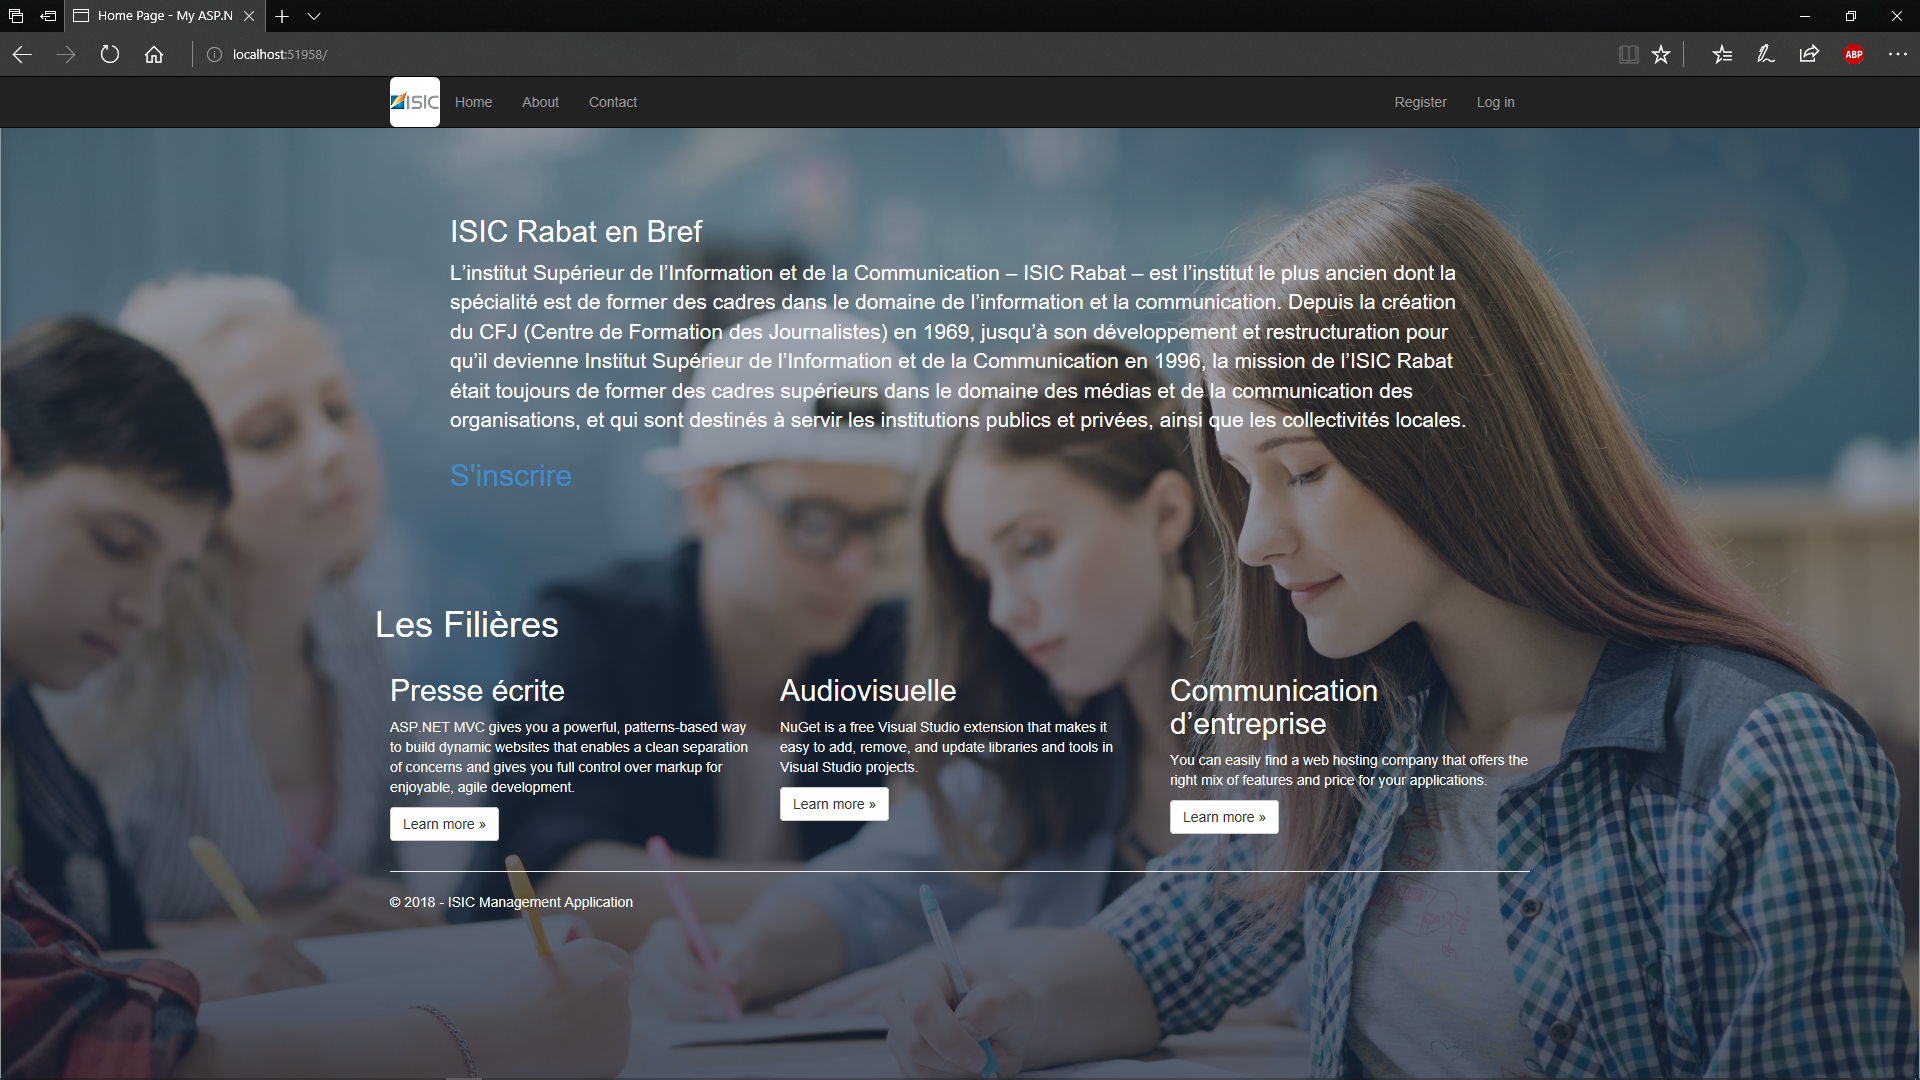 Home Page - My ASP.N
localhost:51958/
ABP
ISIC
Home About Contact Register Log in
ISIC Rabat en Bref
L’institut Supérieur de l’Information et de la Communication – ISIC Rabat – est l’institut le plus ancien dont la
spécialité est de former des cadres dans le domaine de l’information et la communication. Depuis la création
du CFJ (Centre de Formation des Journalistes) en 1969, jusqu’à son développement et restructuration pour
qu’il devienne Institut Supérieur de l’Information et de la Communication en 1996, la mission de l’ISIC Rabat
était toujours de former des cadres supérieurs dans le domaine des médias et de la communication des
organisations, et qui sont destinés à servir les institutions publics et privées, ainsi que les collectivités locales.
S'inscrire
Les Filières
Presse écrite
ASP.NET MVC gives you a powerful, patterns-based way
to build dynamic websites that enables a clean separation
of concerns and gives you full control over markup for
enjoyable, agile development.
Learn more »
Audiovisuelle
NuGet is a free Visual Studio extension that makes it
easy to add, remove, and update libraries and tools in
Visual Studio projects.
Learn more »
Communication
d’entreprise
You can easily find a web hosting company that offers the
right mix of features and price for your applications.
Learn more »
© 2018 - ISIC Management Application